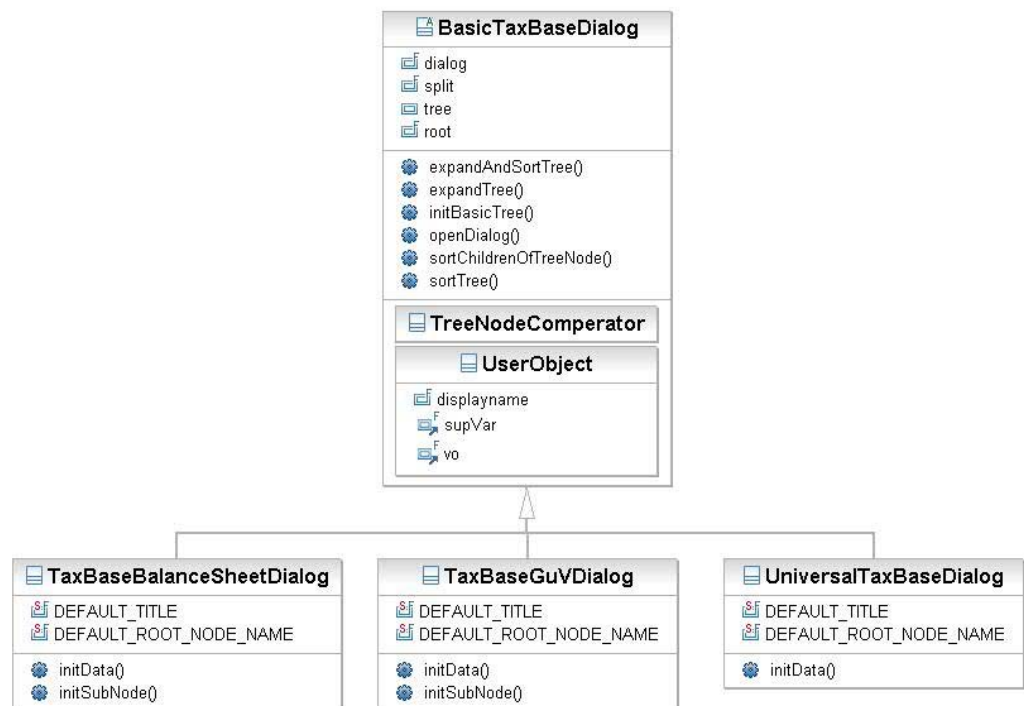 BasicTaxBaseDialog
dialog
split
tree
root
expandAndSortTree()
expandTree()
initBasicTree()
openDialog()
sortChildrenOfTreeNode()
sortTree()
TreeNodeComperator
UserObject
displayname
supVar
vo
TaxBaseBalanceSheetDialog
DEFAULT_TITLE
DEFAULT_ROOT_NODE_NAME
initData()
initSubNode()
TaxBaseGuVDialog
DEFAULT_TITLE
DEFAULT_ROOT_NODE_NAME
initData()
initSubNode()
UniversalTaxBaseDialog
DEFAULT_TITLE
DEFAULT_ROOT_NODE_NAME
initData()